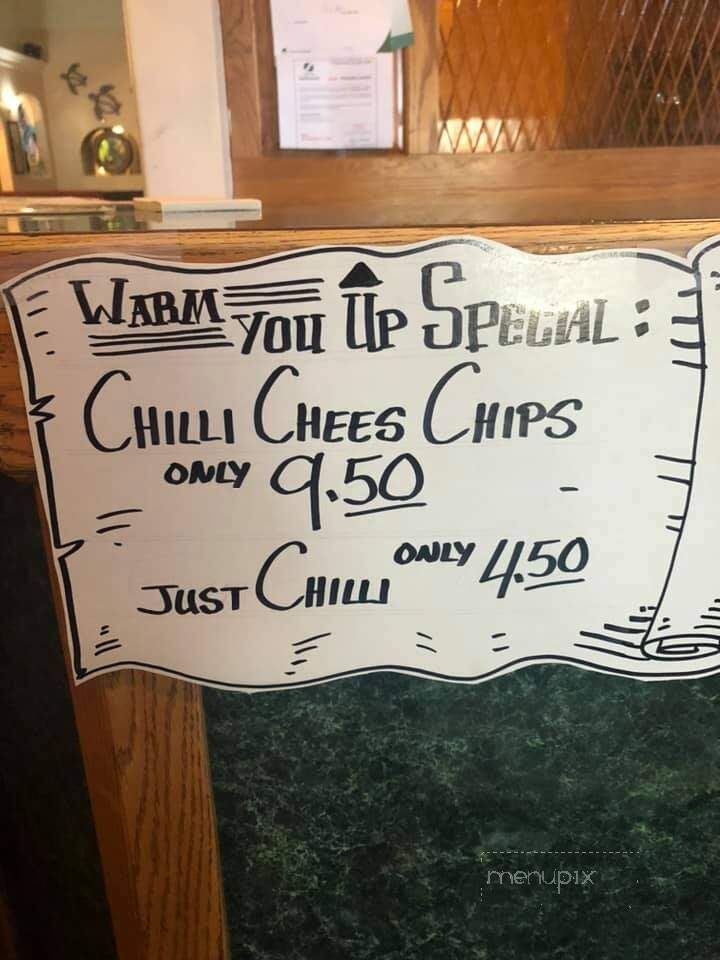 WARM YOU UP SPECIAL:
CHILLI CHEES CHIPS
ONLY 9.50
JUST CHILLI ONLY 4.50
menupix